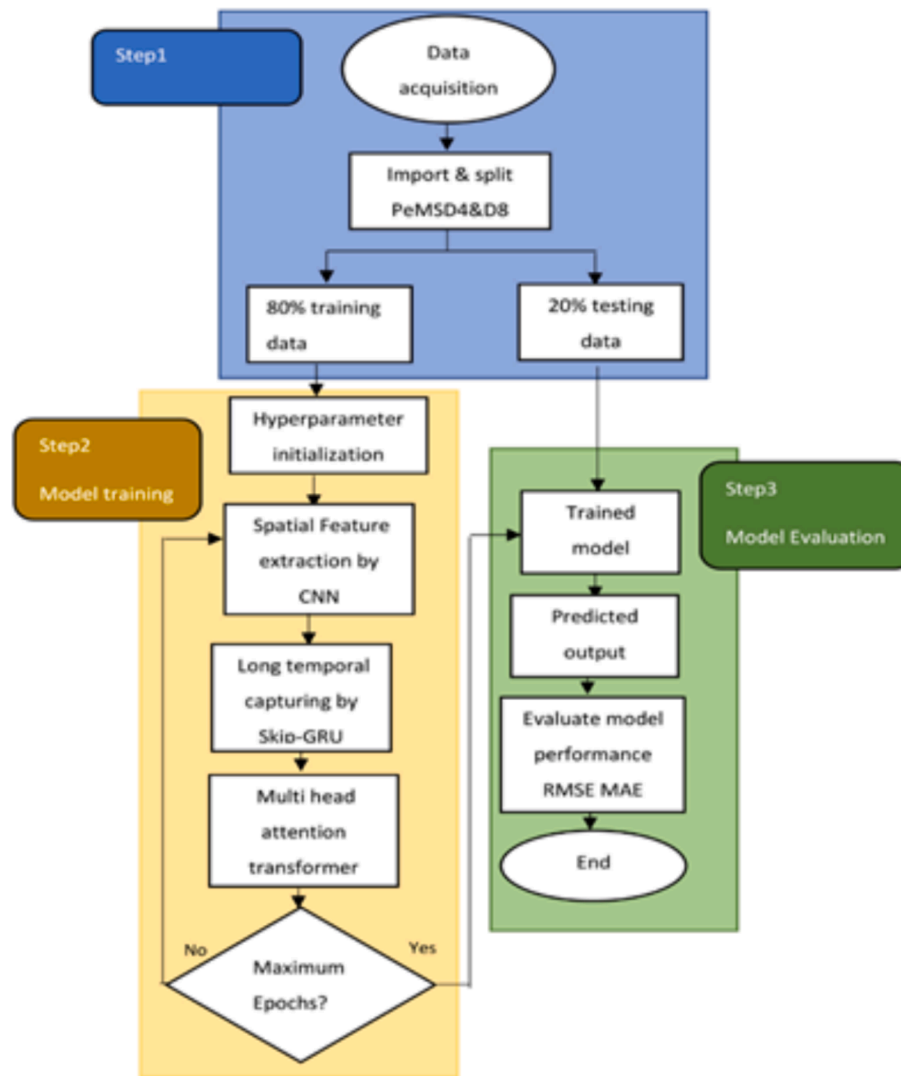 Step1
Data
acquisition
Import & split
PeMSD4&D8
80% training
data
20% testing
data
Step2
Model training
Hyperparameter
initialization
Spatial Feature
extraction by
CNN
Long temporal
capturing by
Skip-GRU
Multi head
attention
transformer
No
Yes
Maximum
Epochs?
Step3
Model Evaluation
Trained
model
Predicted
output
Evaluate model
performance
RMSE MAE
End